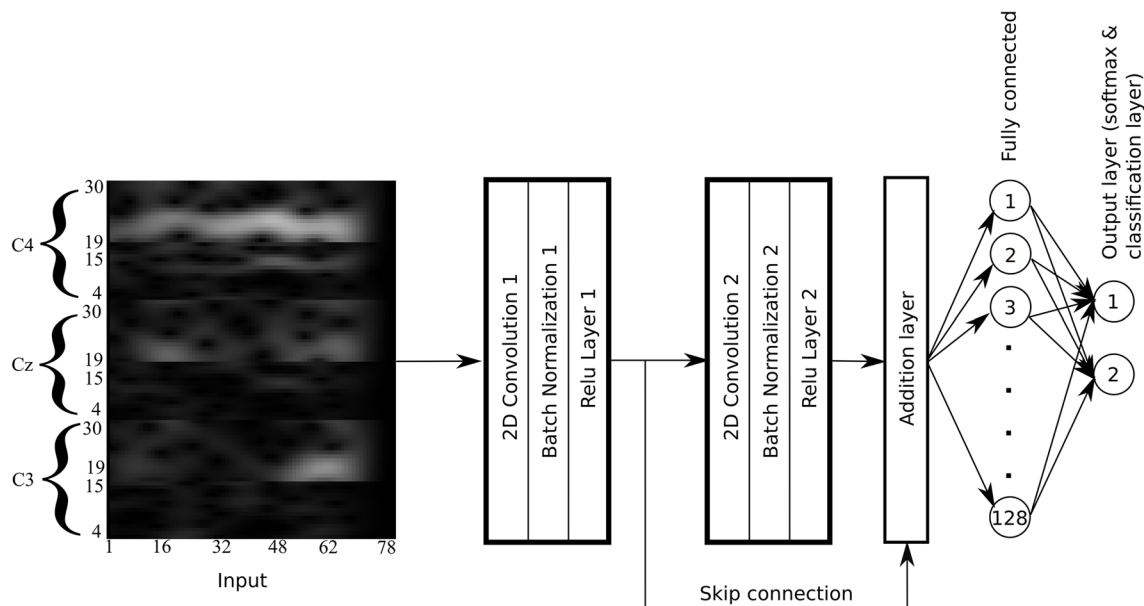 C4
30
19
15
4
Cz
30
19
15
4
C3
30
19
15
4
1 16 32 48 62 78
Input
2D Convolution 1
Batch Normalization 1
Relu Layer 1
2D Convolution 2
Batch Normalization 2
Relu Layer 2
Addition layer
Skip connection
Fully connected
1
2
3
128
Output layer (softmax &
classification layer)
1
2